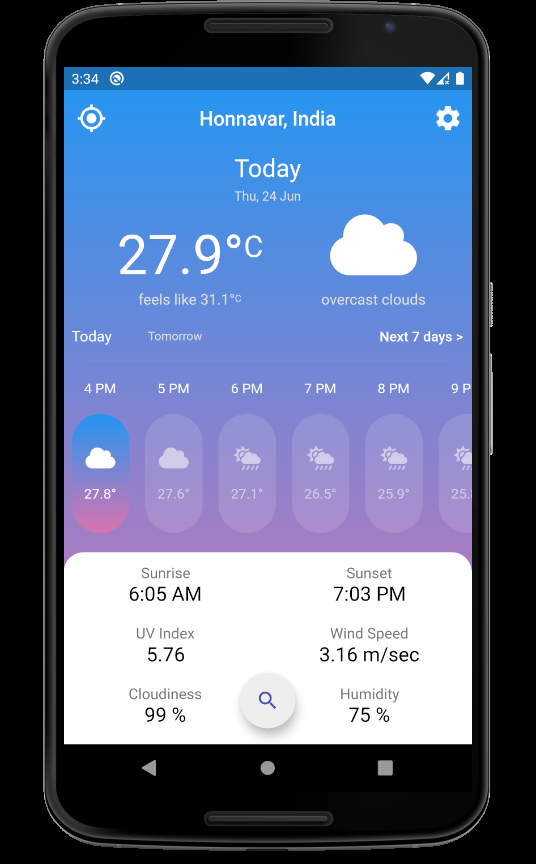 3:34
Honnavar, India
Today
Thu, 24 Jun
27.9°C
feels like 31.1°C
overcast clouds
Today Tomorrow Next 7 days >
4 PM 5 PM 6 PM 7 PM 8 PM 9 P
27.8° 27.6° 27.1° 26.5° 25.9° 25.8
Sunrise Sunset
6:05 AM 7:03 PM
UV Index Wind Speed
5.76 3.16 m/sec
Cloudiness Humidity
99 % 75 %